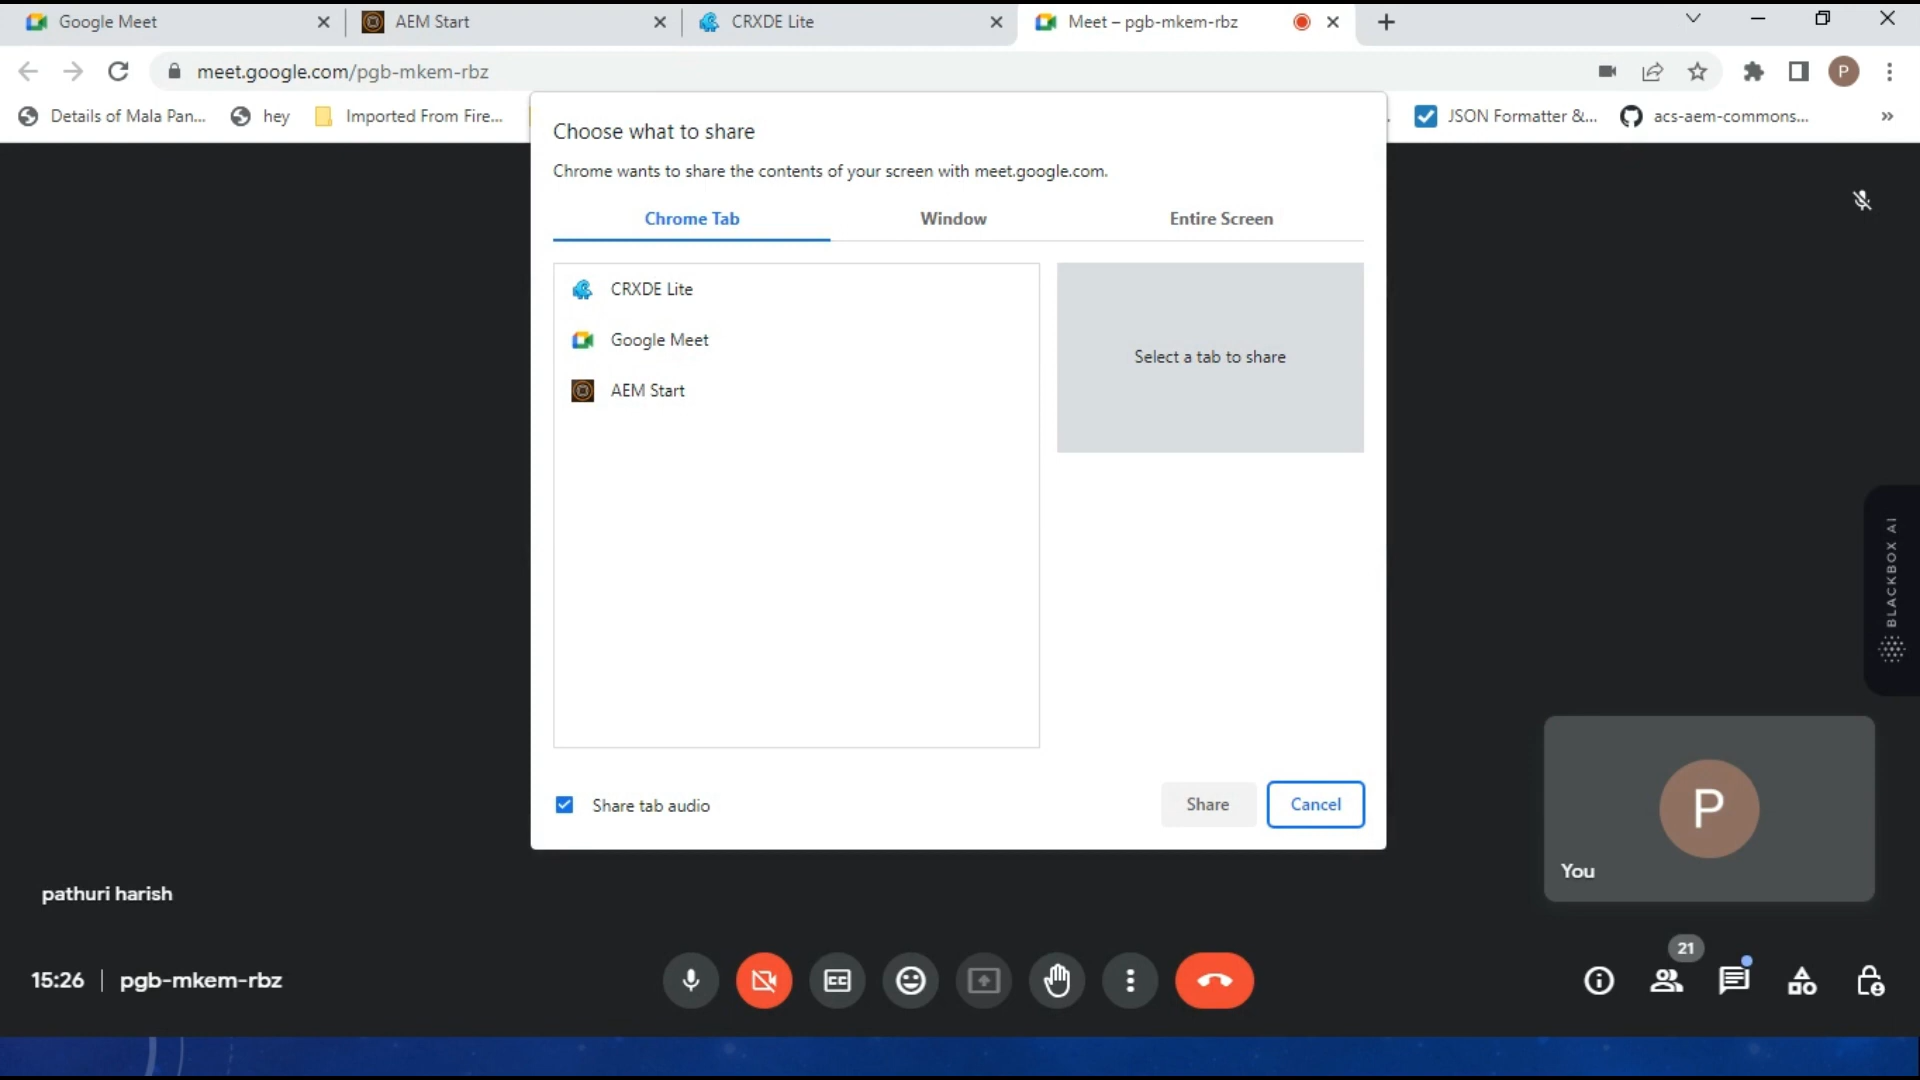 Google Meet
AEM Start
CRXDE Lite
Meet – pgb-mkem-rbz
meet.google.com/pgb-mkem-rbz
P
Details of Mala Pan...
hey
Imported From Fire...
JSON Formatter &...
acs-aem-commons...
»
Choose what to share
Chrome wants to share the contents of your screen with meet.google.com.
Chrome Tab
Window
Entire Screen
CRXDE Lite
Google Meet
AEM Start
Select a tab to share
Share tab audio
Share
Cancel
BLACKBOX AI
P
You
pathuri harish
15:26 | pgb-mkem-rbz
CC
21